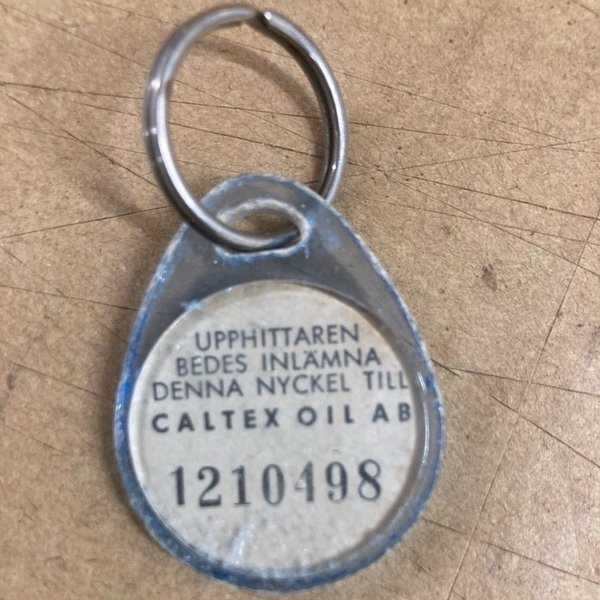 UPPHITTAREN
BEDES INLÄMNA
DENNA NYCKEL TILL
CALTEX OIL AB
1210498